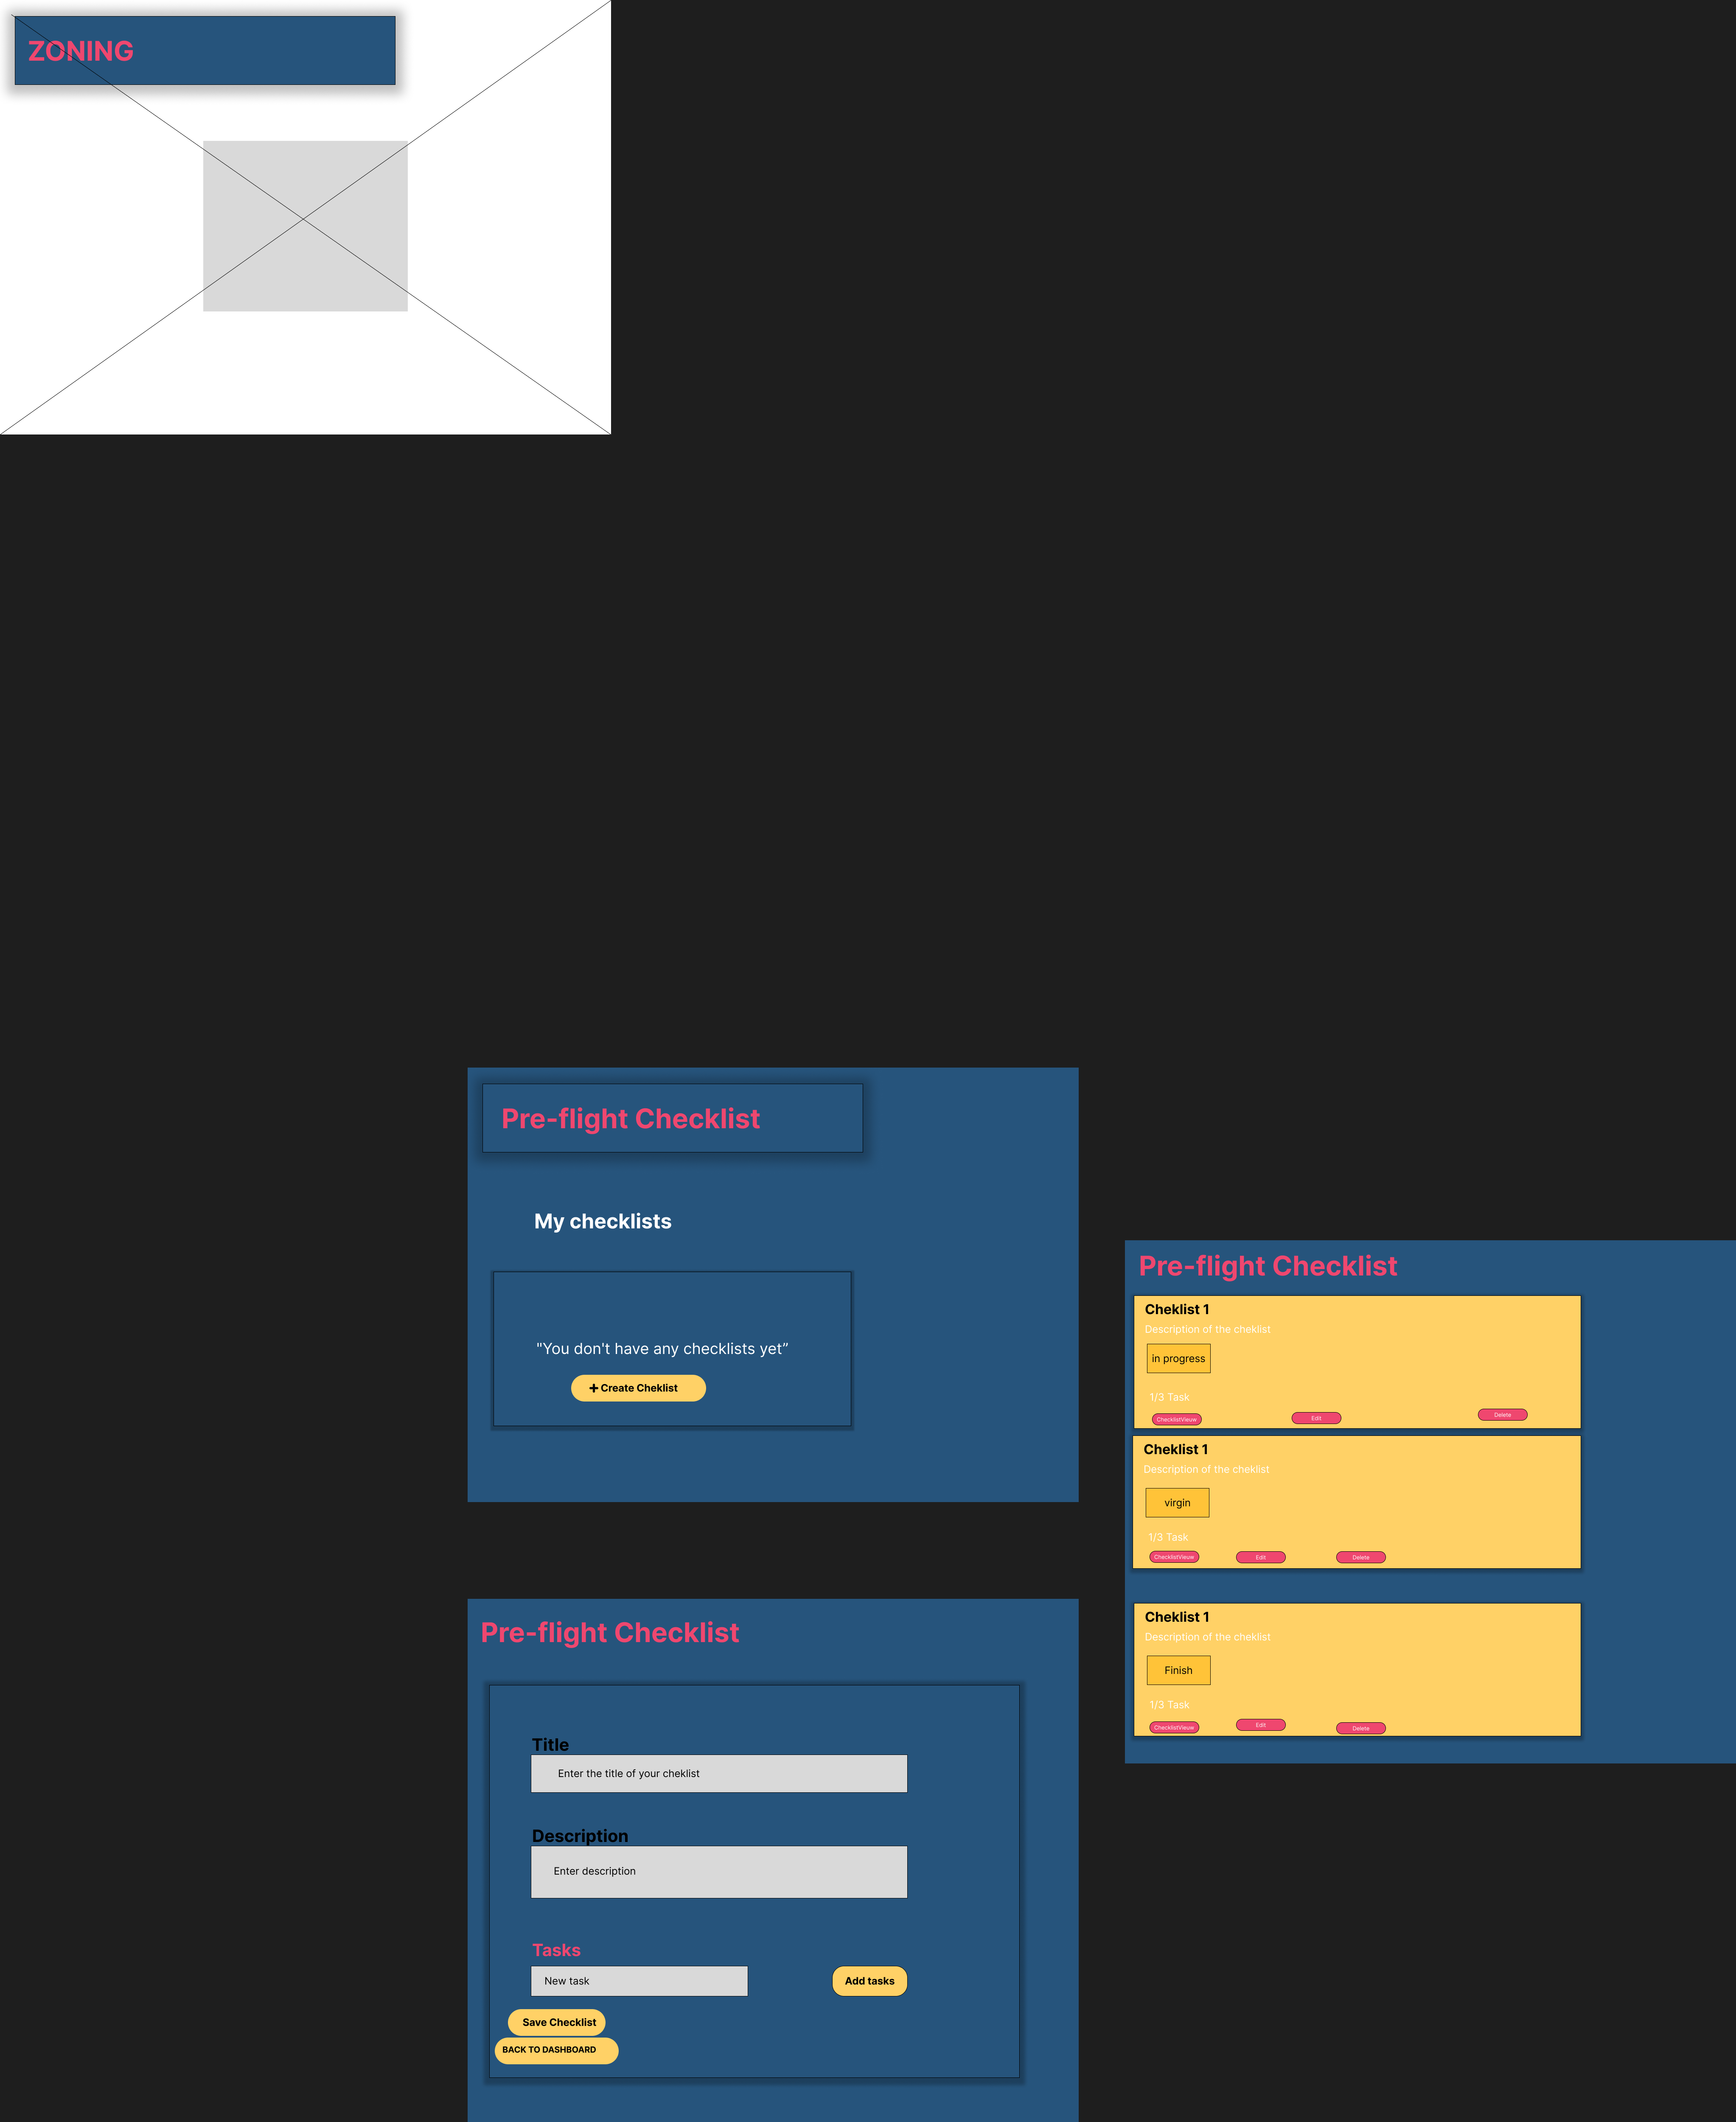 ZONING
Pre-flight Checklist
My checklists
"You don't have any checklists yet”
+ Create Cheklist
Pre-flight Checklist
Cheklist 1
Description of the cheklist
in progress
1/3 Task
ChecklistVieuw
Edit
Delete
Cheklist 1
Description of the cheklist
virgin
1/3 Task
ChecklistVieuw
Edit
Delete
Cheklist 1
Description of the cheklist
Finish
1/3 Task
ChecklistVieuw
Edit
Delete
Pre-flight Checklist
Title
Enter the title of your cheklist
Description
Enter description
Tasks
New task
Add tasks
Save Checklist
BACK TO DASHBOARD